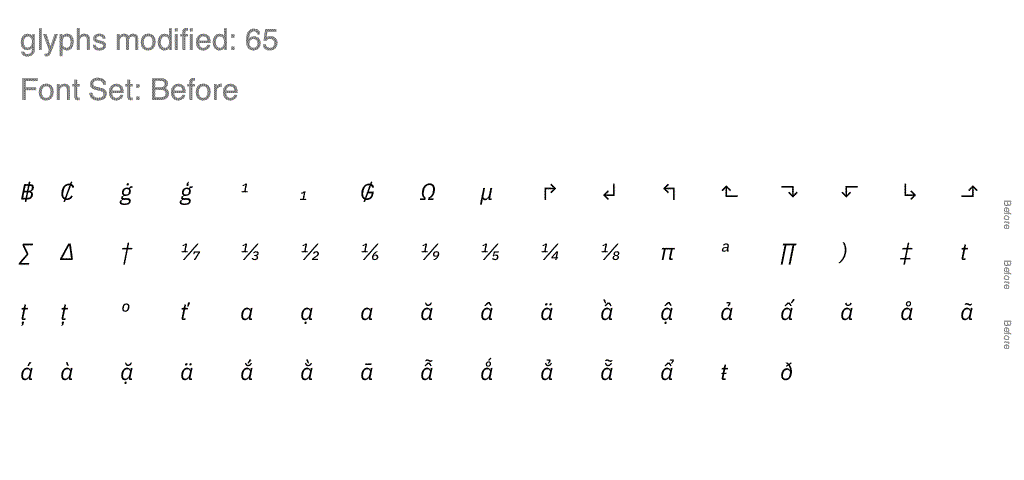 glyphs modified: 65
Font Set: Before
฿ ₵ ġ ģ ¹ ₁ ₲ Ω µ ↱ ↲ ↰ ⮢ ↴ ⮦ ↳ ⮥
∑ ∆ † ⅐ ⅓ ½ ⅙ ⅑ ⅕ ¼ ⅛ π ª ∏ ) ‡ t
ț ţ º ť a ạ a ă â ä ầ ậ ả ấ ă å ã
á à ặ ä ắ ằ ā ẫ ǻ ẳ ẵ ẩ ŧ ð
Before
Before
Before